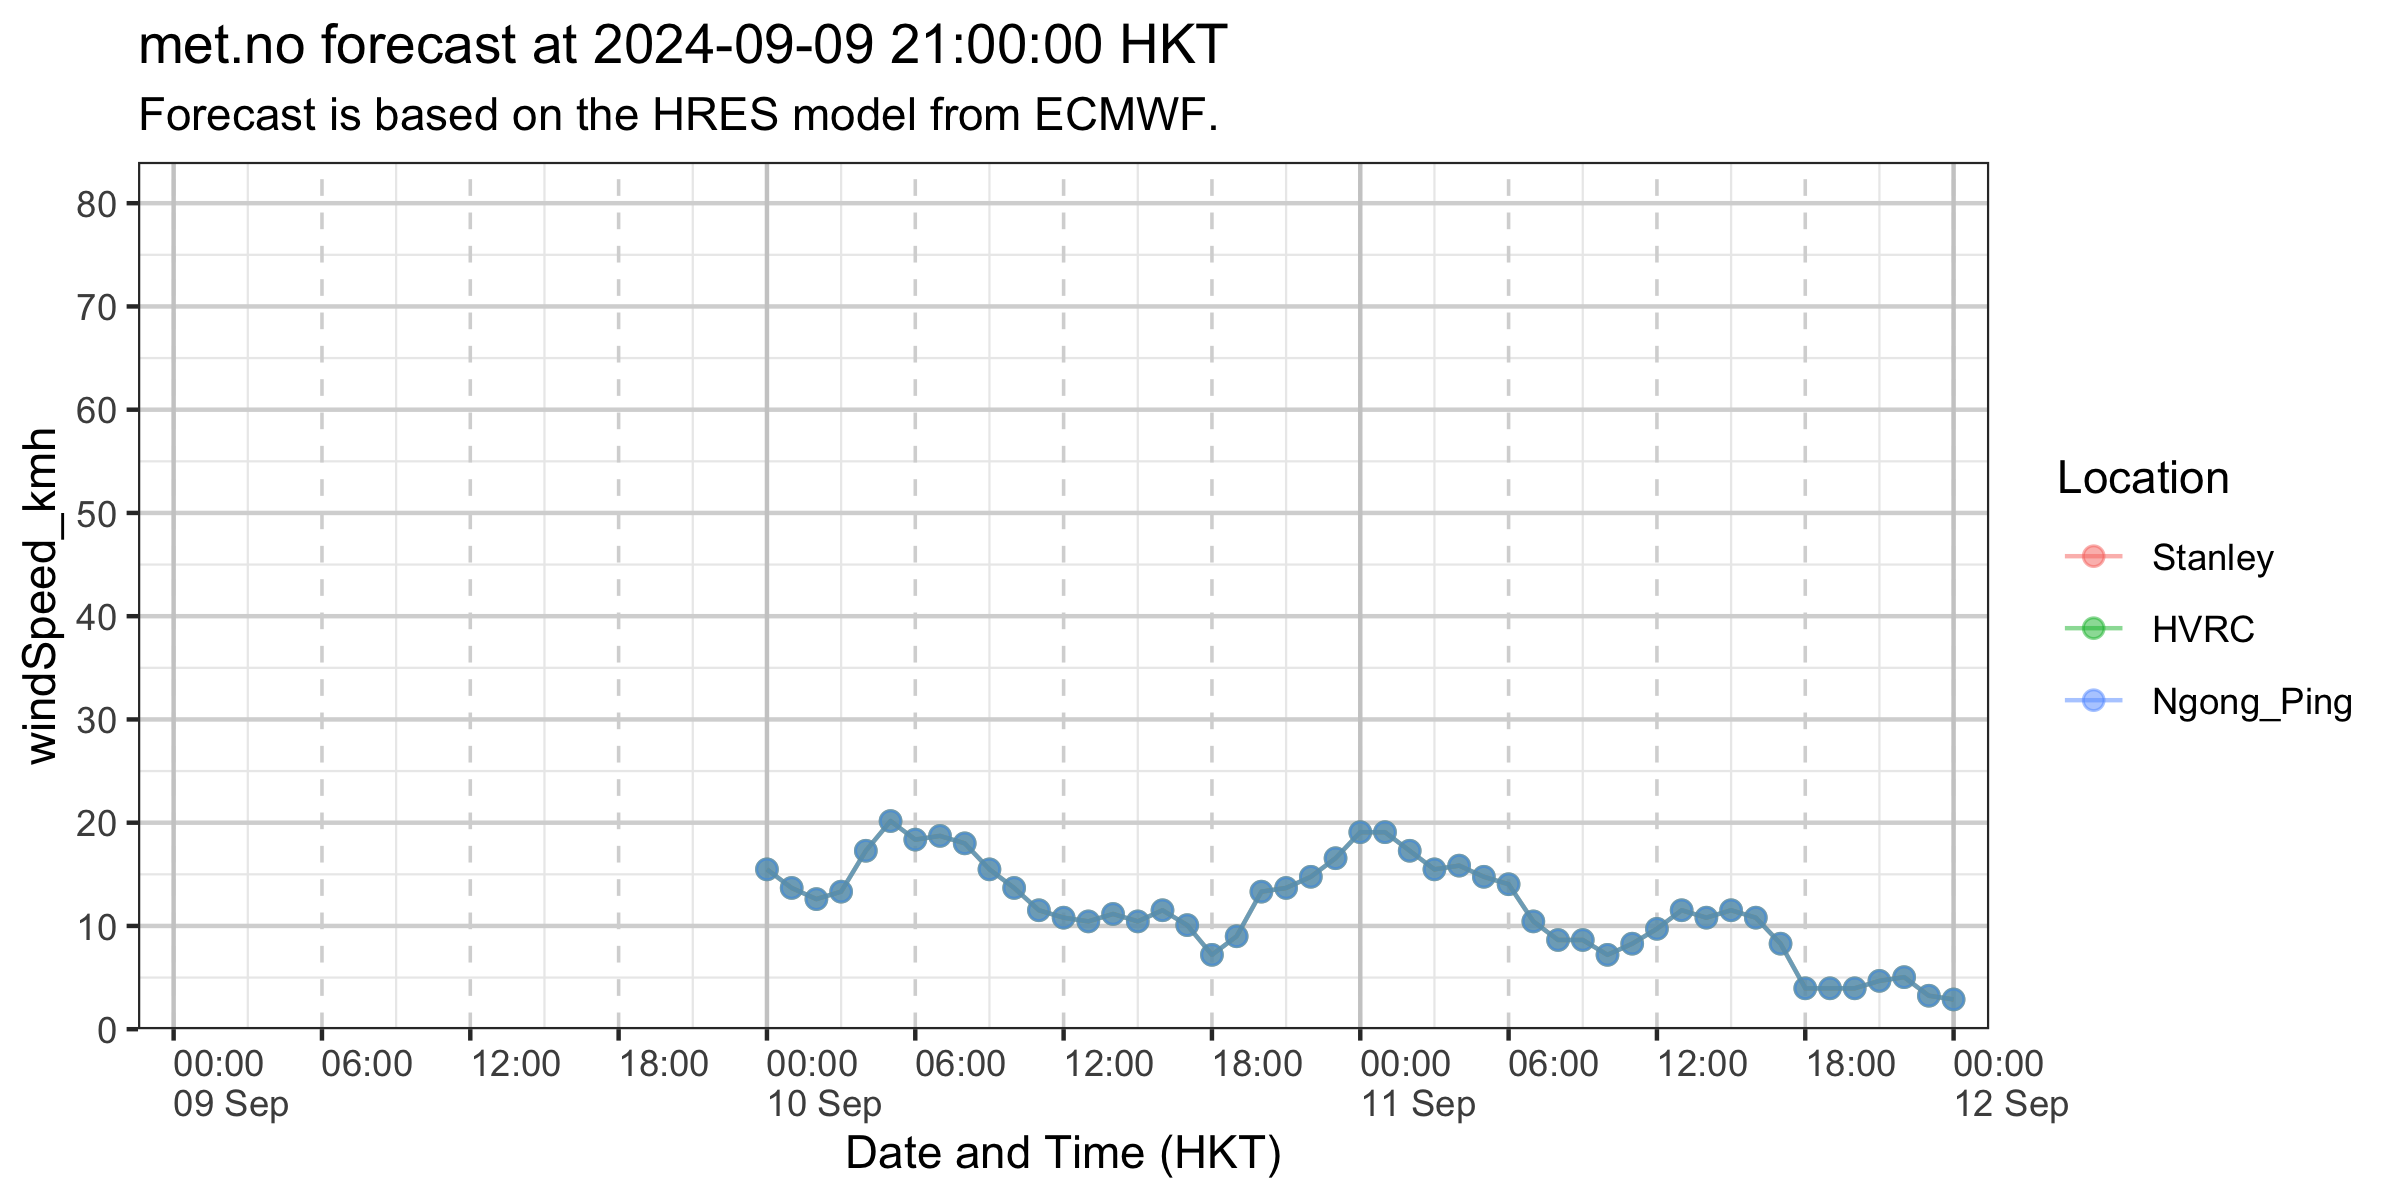 met.no forecast at 2024-09-09 21:00:00 HKT
Forecast is based on the HRES model from ECMWF.
windSpeed_kmh
80
70
60
50
40
30
20
10
0
00:00 06:00 12:00 18:00 00:00 06:00 12:00 18:00 00:00 06:00 12:00 18:00 00:00
09 Sep 10 Sep 11 Sep 12 Sep
Date and Time (HKT)
Location
Stanley
HVRC
Ngong_Ping